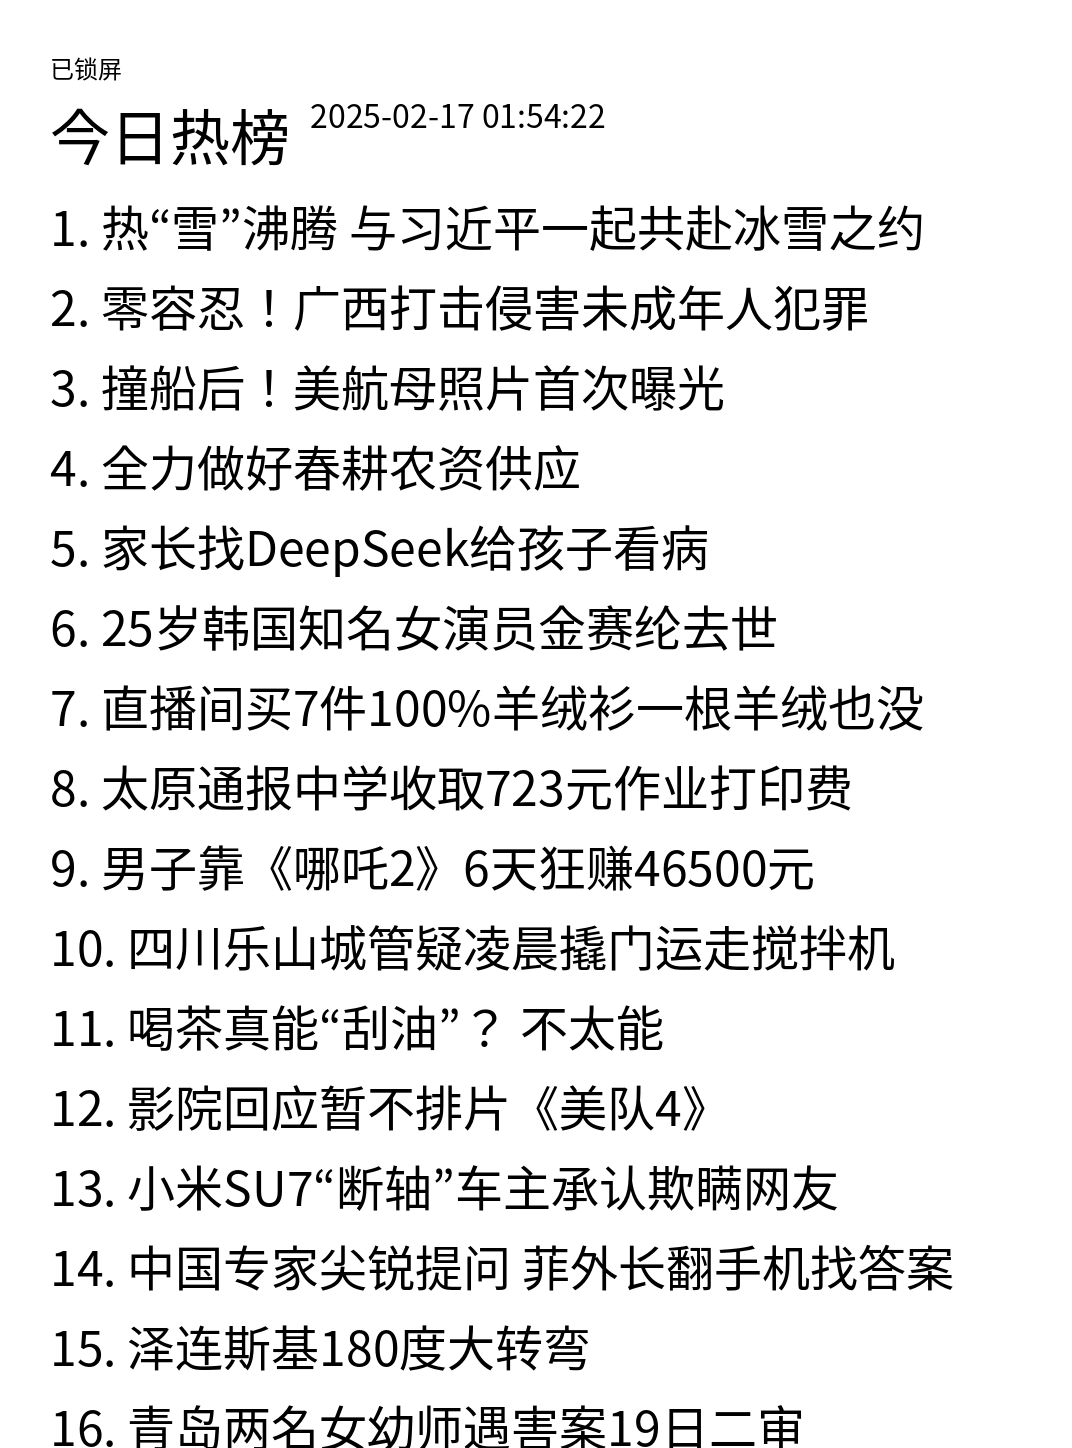 已锁屏
今日热榜 2025-02-17 01:54:22
1. 热“雪”沸腾 与习近平一起共赴冰雪之约
2. 零容忍！广西打击侵害未成年人犯罪
3. 撞船后！美航母照片首次曝光
4. 全力做好春耕农资供应
5. 家长找DeepSeek给孩子看病
6. 25岁韩国知名女演员金赛纶去世
7. 直播间买7件100%羊绒衫一根羊绒也没
8. 太原通报中学收取723元作业打印费
9. 男子靠《哪吒2》6天狂赚46500元
10. 四川乐山城管疑凌晨撬门运走搅拌机
11. 喝茶真能“刮油”？ 不太能
12. 影院回应暂不排片《美队4》
13. 小米SU7“断轴”车主承认欺瞒网友
14. 中国专家尖锐提问 菲外长翻手机找答案
15. 泽连斯基180度大转弯
16. 青岛两名女幼师遇害案19日二审